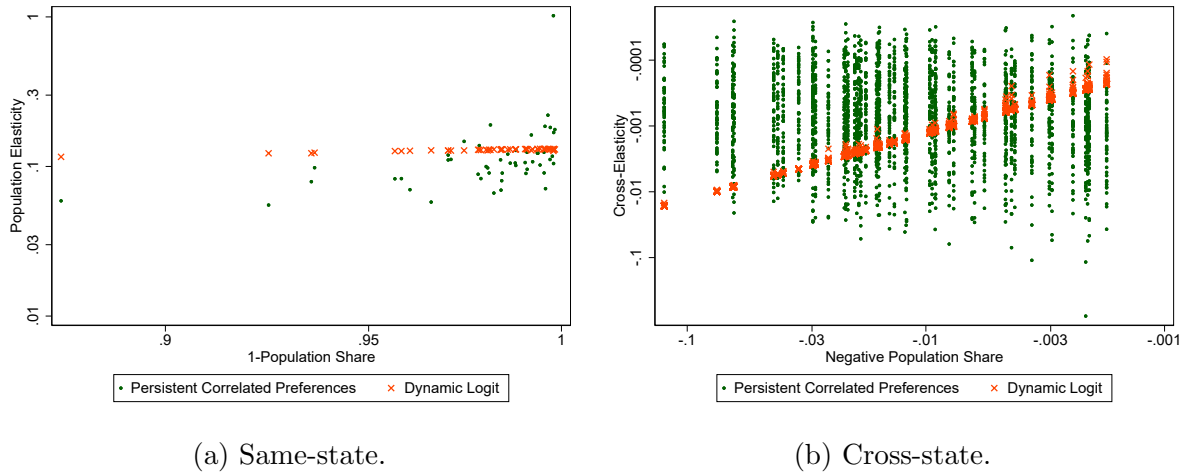 1
.3
.1
.03
.01
Population Elasticity
.9
.95
1
1-Population Share
Persistent Correlated Preferences
Dynamic Logit
(a) Same-state.
-.0001
-.001
-.01
-.1
Cross-Elasticity
-.1
-.03
-.01
-.003
-.001
Negative Population Share
Persistent Correlated Preferences
Dynamic Logit
(b) Cross-state.